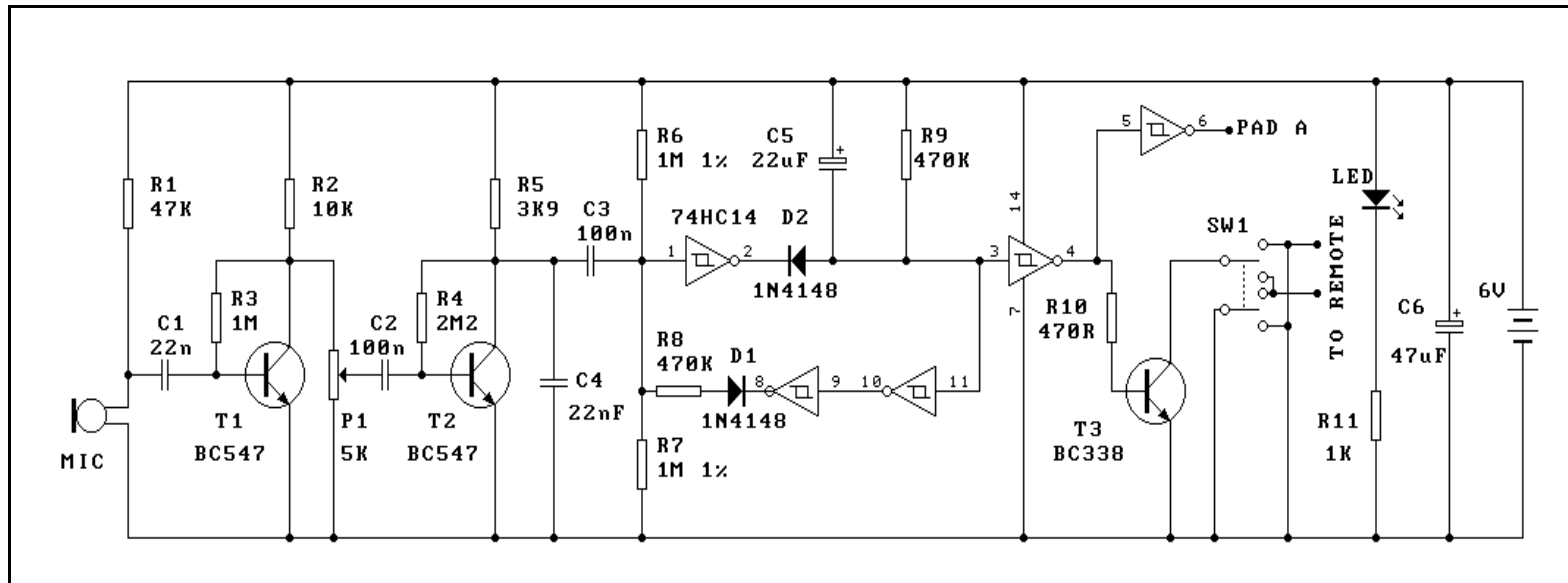 R1
47K
R2
10K
R3
1M
C1
22n
MIC
T1
BC547
P1
5K
C2
100n
R4
2M2
T2
BC547
R5
3K9
C3
100n
C4
22nF
R6
1M 1%
74HC14
1
2
D2
1N4148
C5
22uF
+
R9
470K
R8
470K
D1
1N4148
8
9
10
11
R7
1M 1%
3
4
14
7
5
6
PAD A
R10
470R
T3
BC338
SW1
TO REMOTE
LED
R11
1K
C6
47uF
+
6V